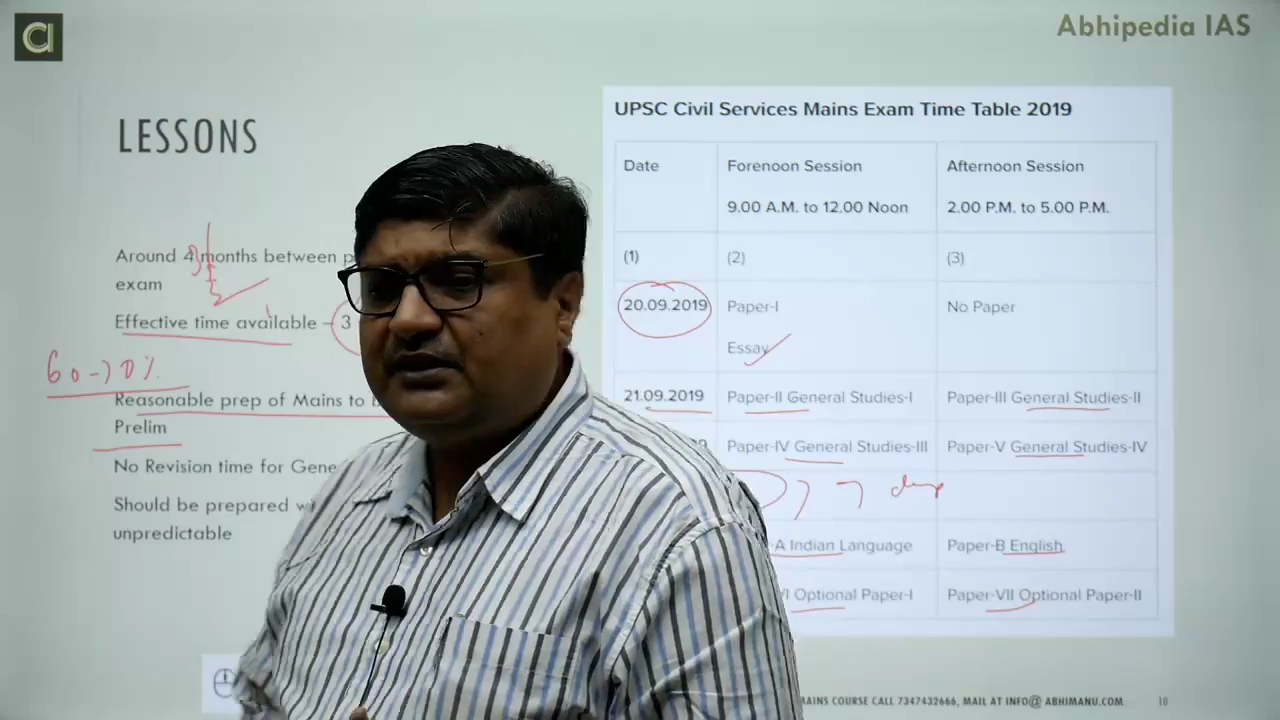 CI
Abhipedia IAS
LESSONS
Around 4 months between
exam
Effective time available – 3
60-70%
Reasonable prep of Mains to
Prelim
No Revision time for
Should be prepared
unpredictable
UPSC Civil Services Mains Exam Time Table 2019
Date Forenoon Session Afternoon Session
9.00 A.M. to 12.00 Noon 2.00 P.M. to 5.00 P.M.
(1) (2) (3)
20.09.2019 Paper-I No Paper
Essay
21.09.2019 Paper-II General Studies-I Paper-III General Studies-II
Paper-IV General Studies-III Paper-V General Studies-IV
7 days
A Indian Language Paper-B English
Optional Paper-I Paper-VII Optional Paper-II
MAINS COURSE CALL 7347432666, MAIL AT INFO@ABHIMANU.COM 10